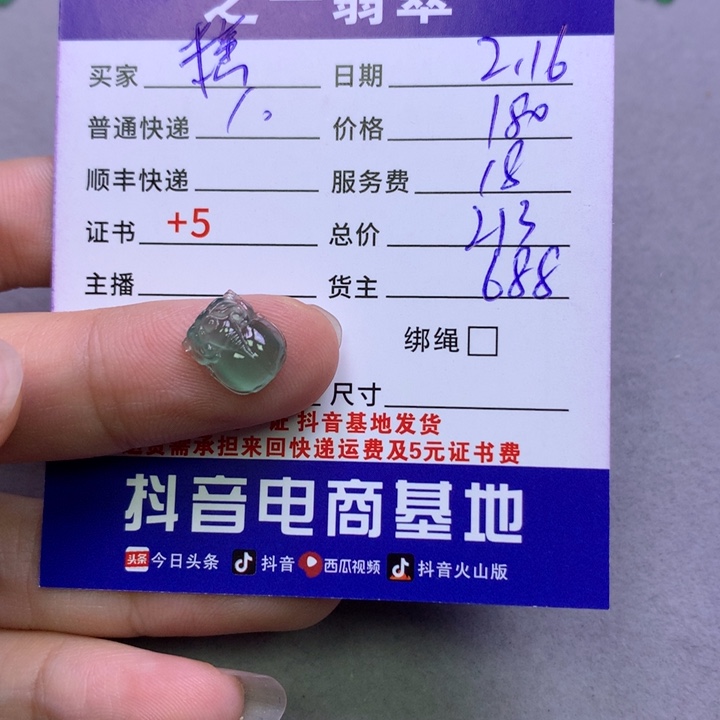 之一翡翠
买家 日期 2.16
普通快递 1. 价格 180
顺丰快递 服务费 18
证书 +5 总价 213
主播 货主 688
绑绳
尺寸
证 抖音基地发货
需承担来回快递运费及5元证书费
抖音电商基地
头条 今日头条 抖音 西瓜视频 抖音火山版